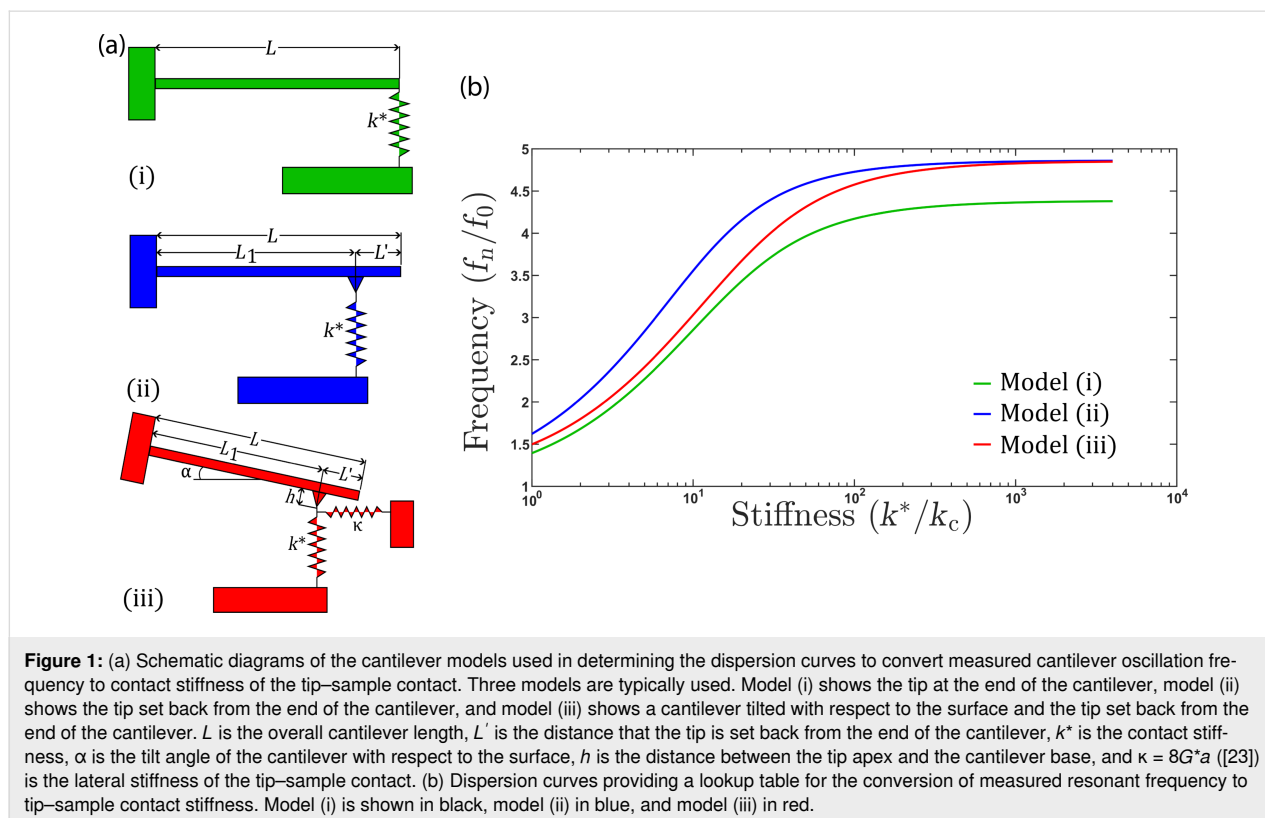 (a)
L
k*
(i)
L
L1
L'
k*
(ii)
L
L1
L'
α
h
κ
k*
(iii)
(b)
Frequency (fn/f0)
5
4.5
4
3.5
3
2.5
2
1.5
1
10^0
10^1
10^2
10^3
10^4
Stiffness (k*/kc)
Model (i)
Model (ii)
Model (iii)
Figure 1: (a) Schematic diagrams of the cantilever models used in determining the dispersion curves to convert measured cantilever oscillation fre-
quency to contact stiffness of the tip–sample contact. Three models are typically used. Model (i) shows the tip at the end of the cantilever, model (ii)
shows the tip set back from the end of the cantilever, and model (iii) shows a cantilever tilted with respect to the surface and the tip set back from the
end of the cantilever. L is the overall cantilever length, L' is the distance that the tip is set back from the end of the cantilever, k* is the contact stiff-
ness, α is the tilt angle of the cantilever with respect to the surface, h is the distance between the tip apex and the cantilever base, and κ = 8G*a ([23])
is the lateral stiffness of the tip–sample contact. (b) Dispersion curves providing a lookup table for the conversion of measured resonant frequency to
tip–sample contact stiffness. Model (i) is shown in black, model (ii) in blue, and model (iii) in red.